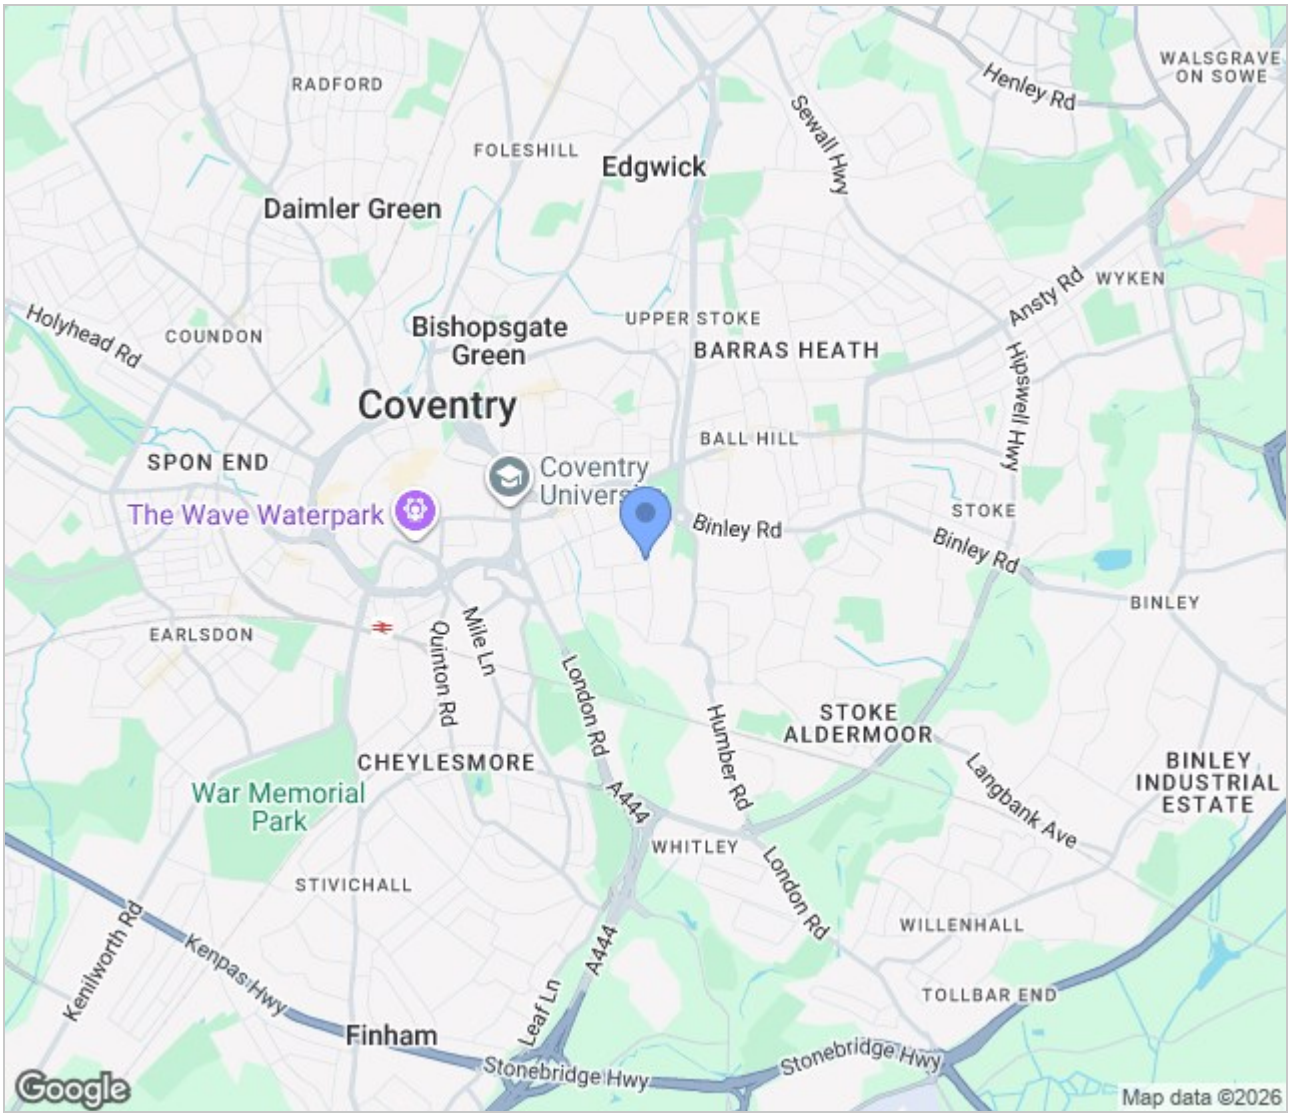 WALSGRAVE
ON SOWE
Henley Rd
RADFORD
Sewall Hwy
FOLESHILL
Edgwick
Daimler Green
WYKEN
Ansty Rd
Holyhead Rd
COUNDON
Bishopsgate
Green
UPPER STOKE
BARRAS HEATH
Hipswell Hwy
Coventry
BALL HILL
SPON END
Coventry
The Wave Waterpark
STOKE
Binley Rd
Binley Rd
BINLEY
EARLSDON
Mile Ln
Quinton Rd
London Rd
STOKE
ALDERMOOR
Humber Rd
CHEYLESMORE
Langbank Ave
BINLEY
INDUSTRIAL
ESTATE
War Memorial
Park
A444
WHITLEY
London Rd
STIVICHALL
WILLENHALL
Kenilworth Rd
Kenpas Hwy
A444
Leaf Ln
TOLLBAR END
Finham
Stonebridge Hwy
Stonebridge Hwy
Google
Map data ©2026